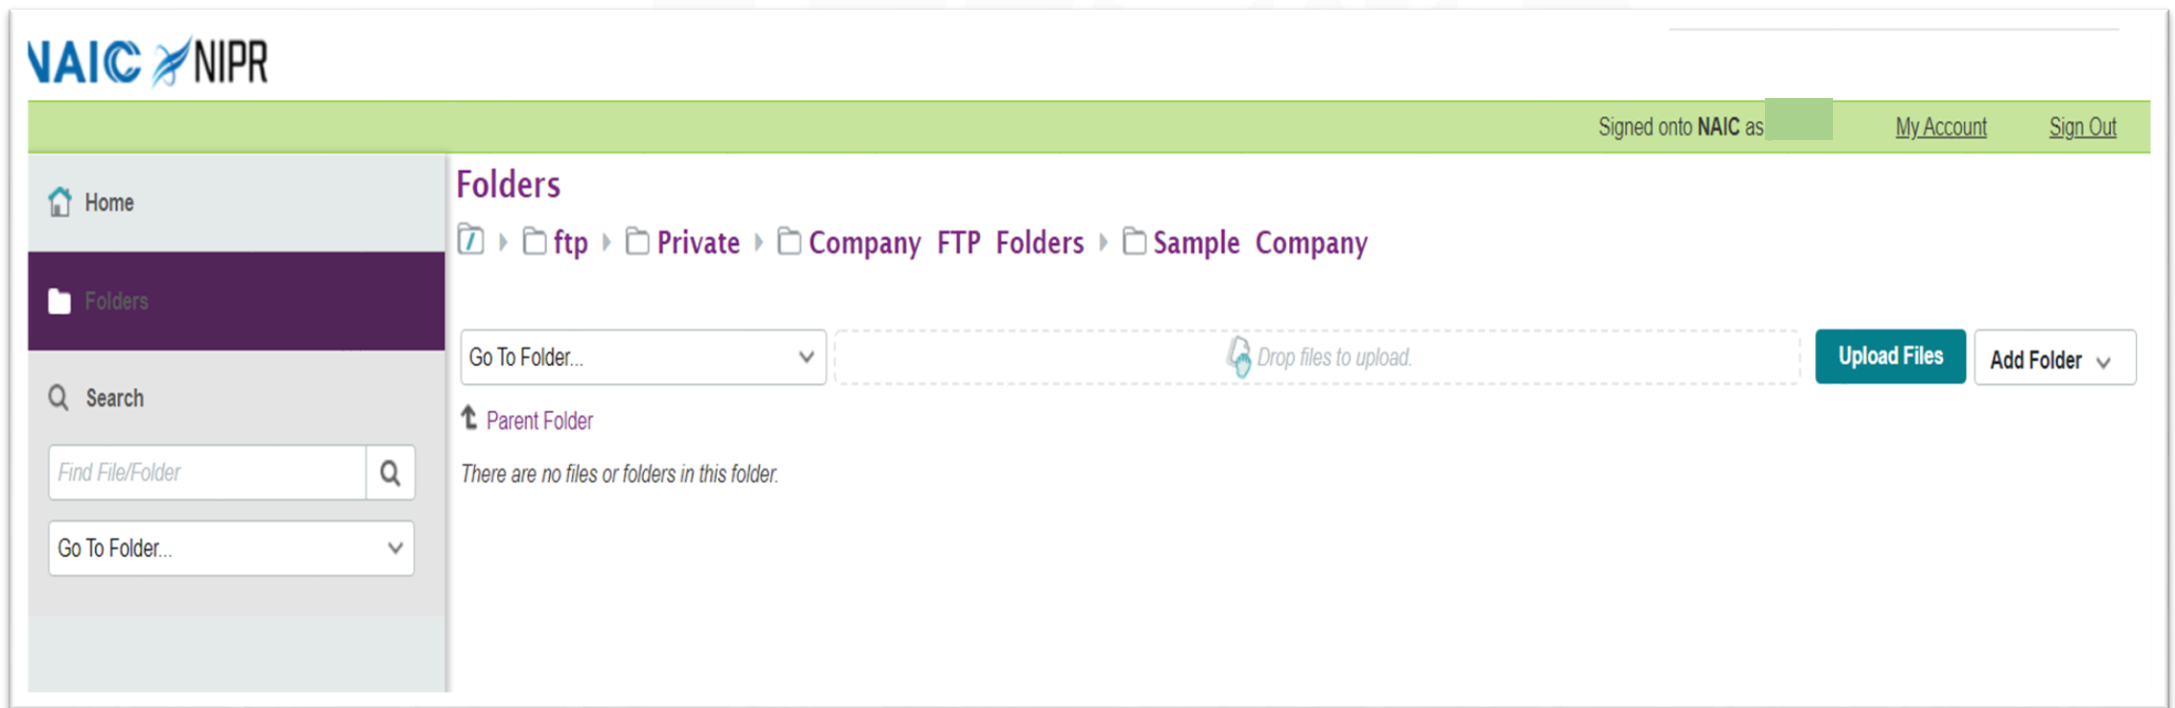 NAIC NIPR
Signed onto NAIC as My Account Sign Out
Home
Folders
Search
Find File/Folder
Go To Folder...
Folders
/ ftp Private Company FTP Folders Sample Company
Go To Folder... Drop files to upload. Upload Files Add Folder
Parent Folder
There are no files or folders in this folder.